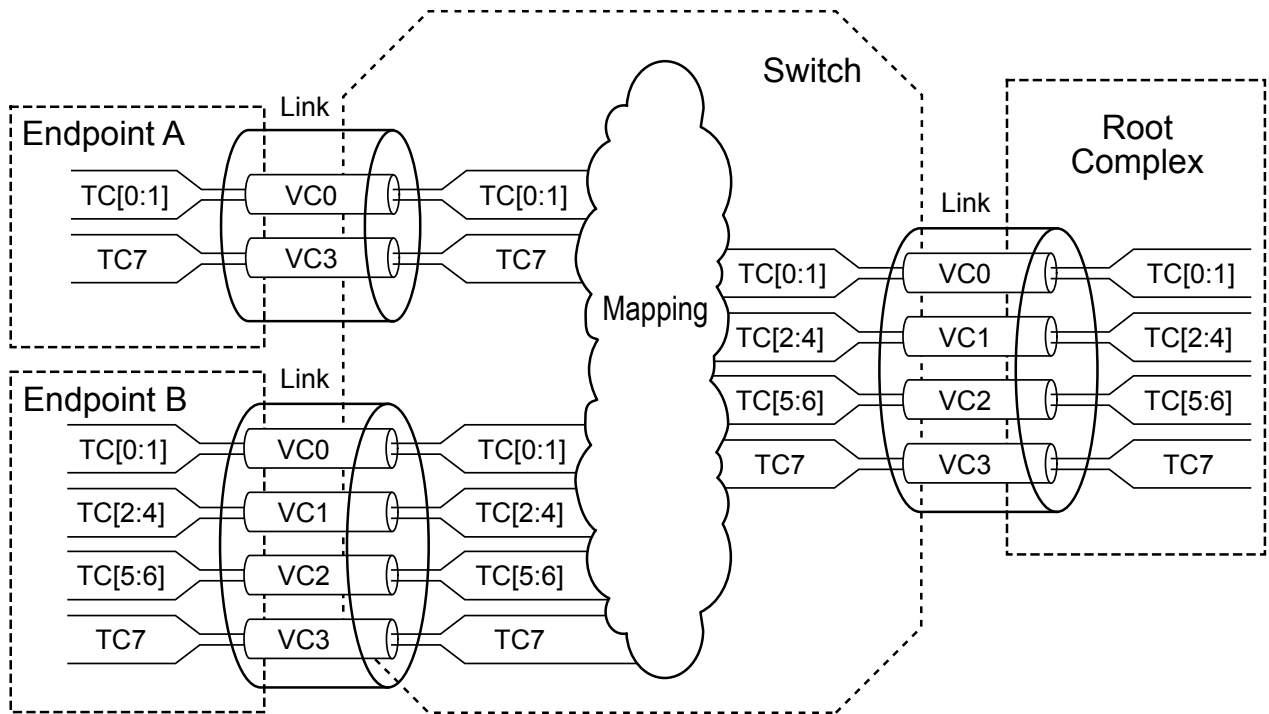 Switch
Link
Endpoint A
TC[0:1] VC0 TC[0:1]
TC7 VC3 TC7
Root
Complex
Link
TC[0:1] VC0 TC[0:1]
TC[2:4] VC1 TC[2:4]
TC[5:6] VC2 TC[5:6]
TC7 VC3 TC7
Mapping
Link
Endpoint B
TC[0:1] VC0 TC[0:1]
TC[2:4] VC1 TC[2:4]
TC[5:6] VC2 TC[5:6]
TC7 VC3 TC7